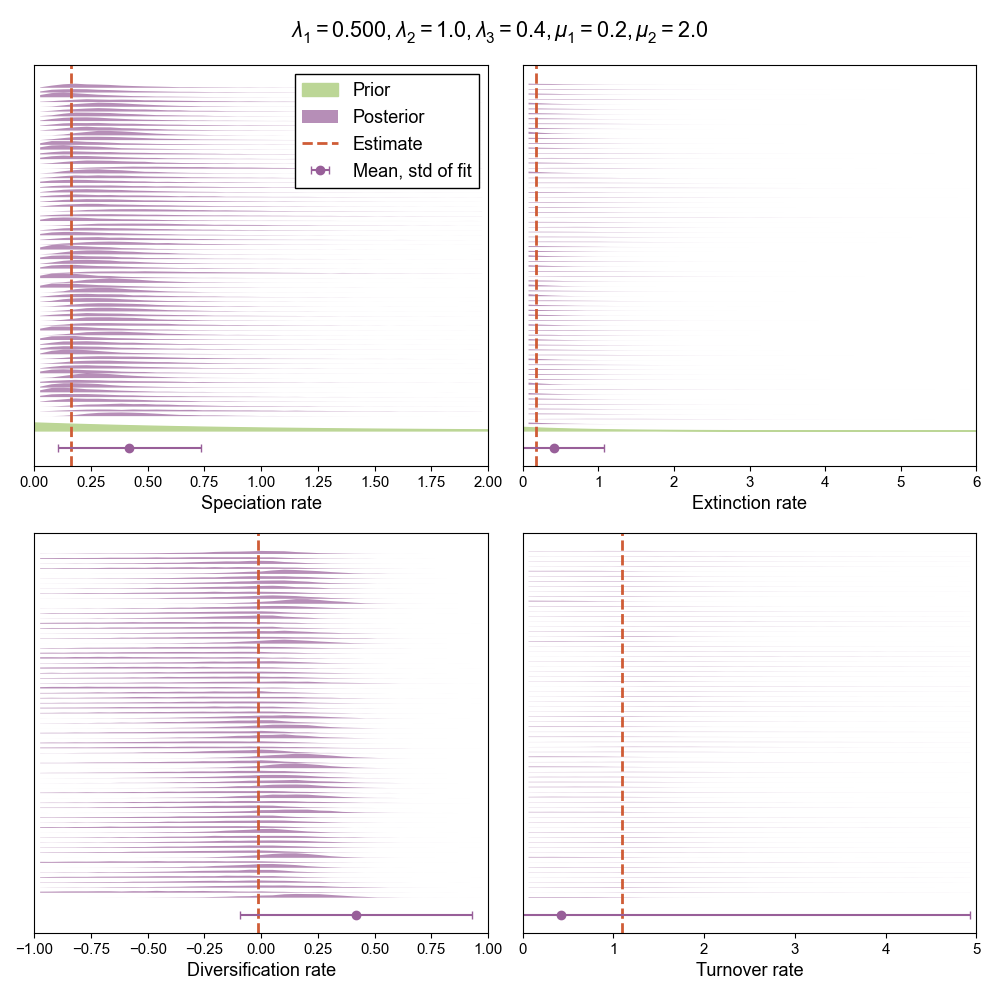 λ₁ = 0.500, λ₂ = 1.0, λ₃ = 0.4, μ₁ = 0.2, μ₂ = 2.0
Prior
Posterior
Estimate
Mean, std of fit
0.00 0.25 0.50 0.75 1.00 1.25 1.50 1.75 2.00
Speciation rate
0 1 2 3 4 5 6
Extinction rate
−1.00 −0.75 −0.50 −0.25 0.00 0.25 0.50 0.75 1.00
Diversification rate
0 1 2 3 4 5
Turnover rate